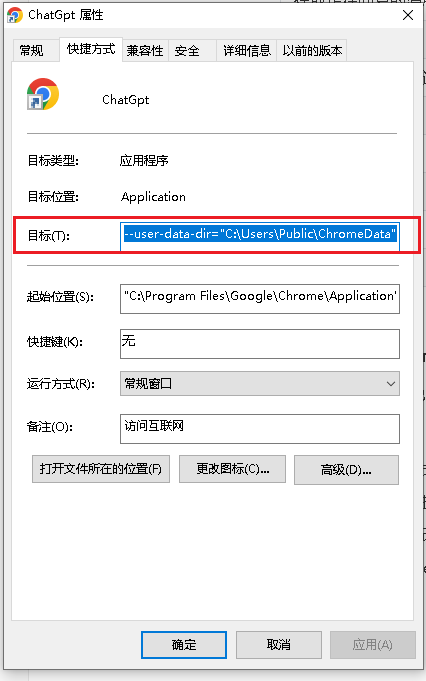 ChatGpt 属性
常规 快捷方式 兼容性 安全 详细信息 以前的版本
ChatGpt
目标类型: 应用程序
目标位置: Application
目标(T): --user-data-dir="C:\Users\Public\ChromeData"
起始位置(S): "C:\Program Files\Google\Chrome\Application"
快捷键(K): 无
运行方式(R): 常规窗口
备注(O): 访问互联网
打开文件所在的位置(F) 更改图标(C)... 高级(D)...
确定 取消 应用(A)